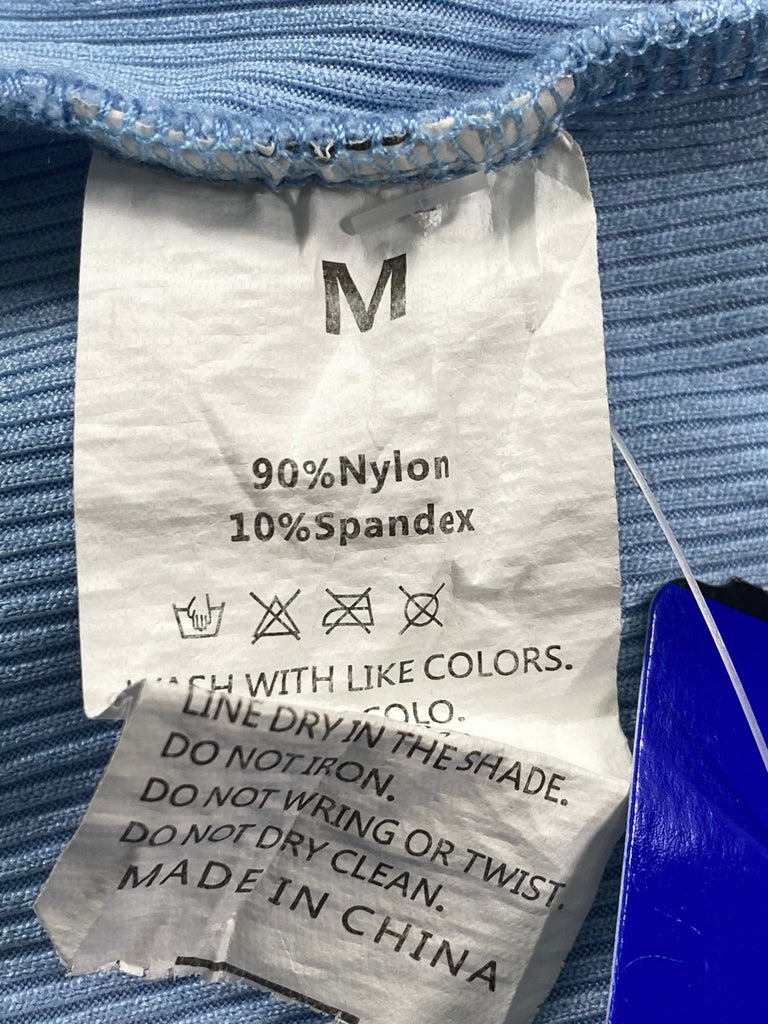 M
90%Nylon
10%Spandex
WASH WITH LIKE COLORS.
COLO.
LINE DRY IN THE SHADE.
DO NOT IRON.
DO NOT WRING OR TWIST.
DO NOT DRY CLEAN.
MADE IN CHINA